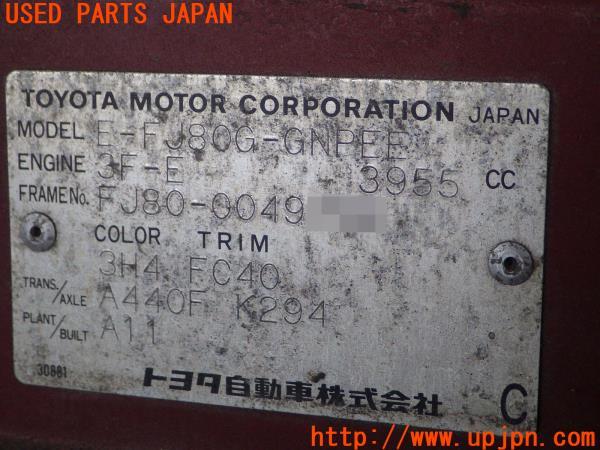 USED PARTS JAPAN
TOYOTA MOTOR CORPORATION JAPAN
MODEL E-FJ80G-GNPEE
ENGINE 3F-E 3955 CC
FRAME No. FJ80-0049
COLOR TRIM
3H4 FC40
TRANS./AXLE A440F K294
PLANT/BUILT A11
30881
トヨタ自動車株式会社 C
http://www.upjpn.com/